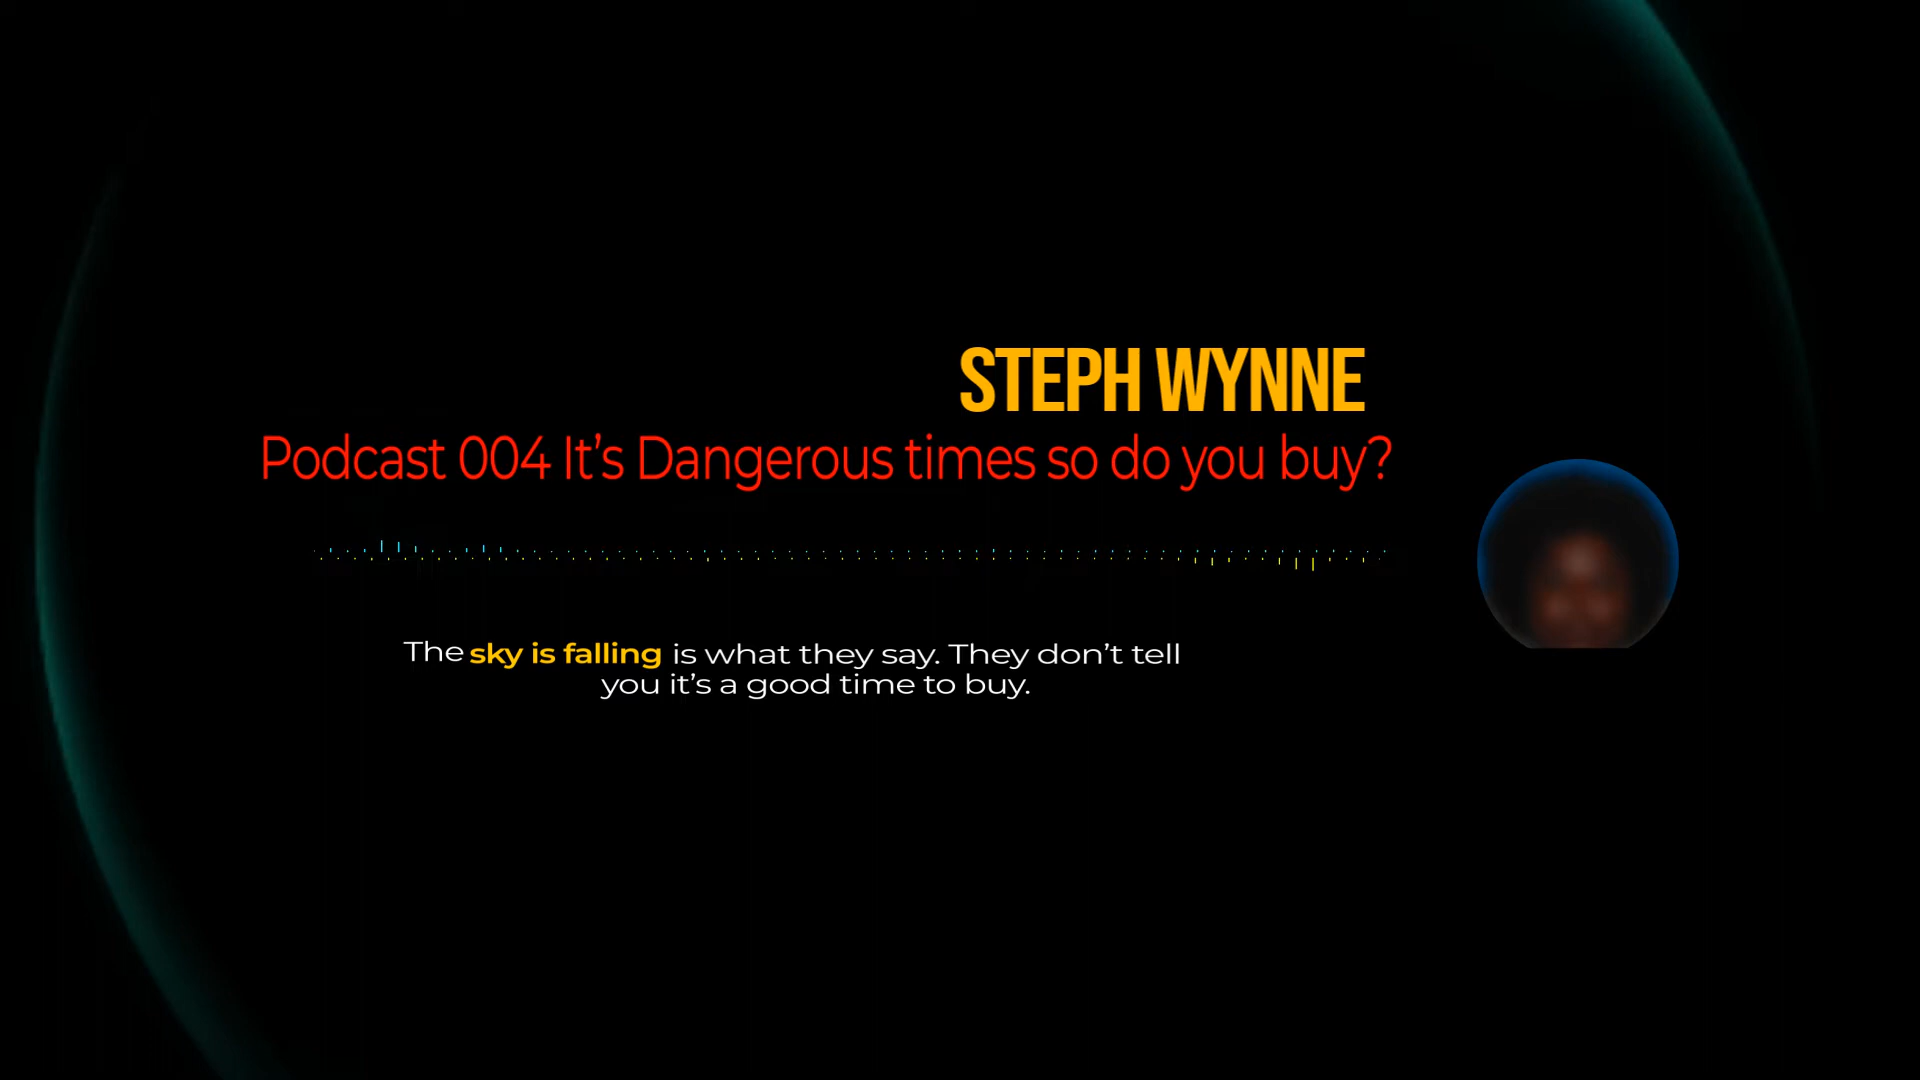 STEPH WYNNE
Podcast 004 It’s Dangerous times so do you buy?
The sky is falling is what they say. They don’t tell
you it’s a good time to buy.